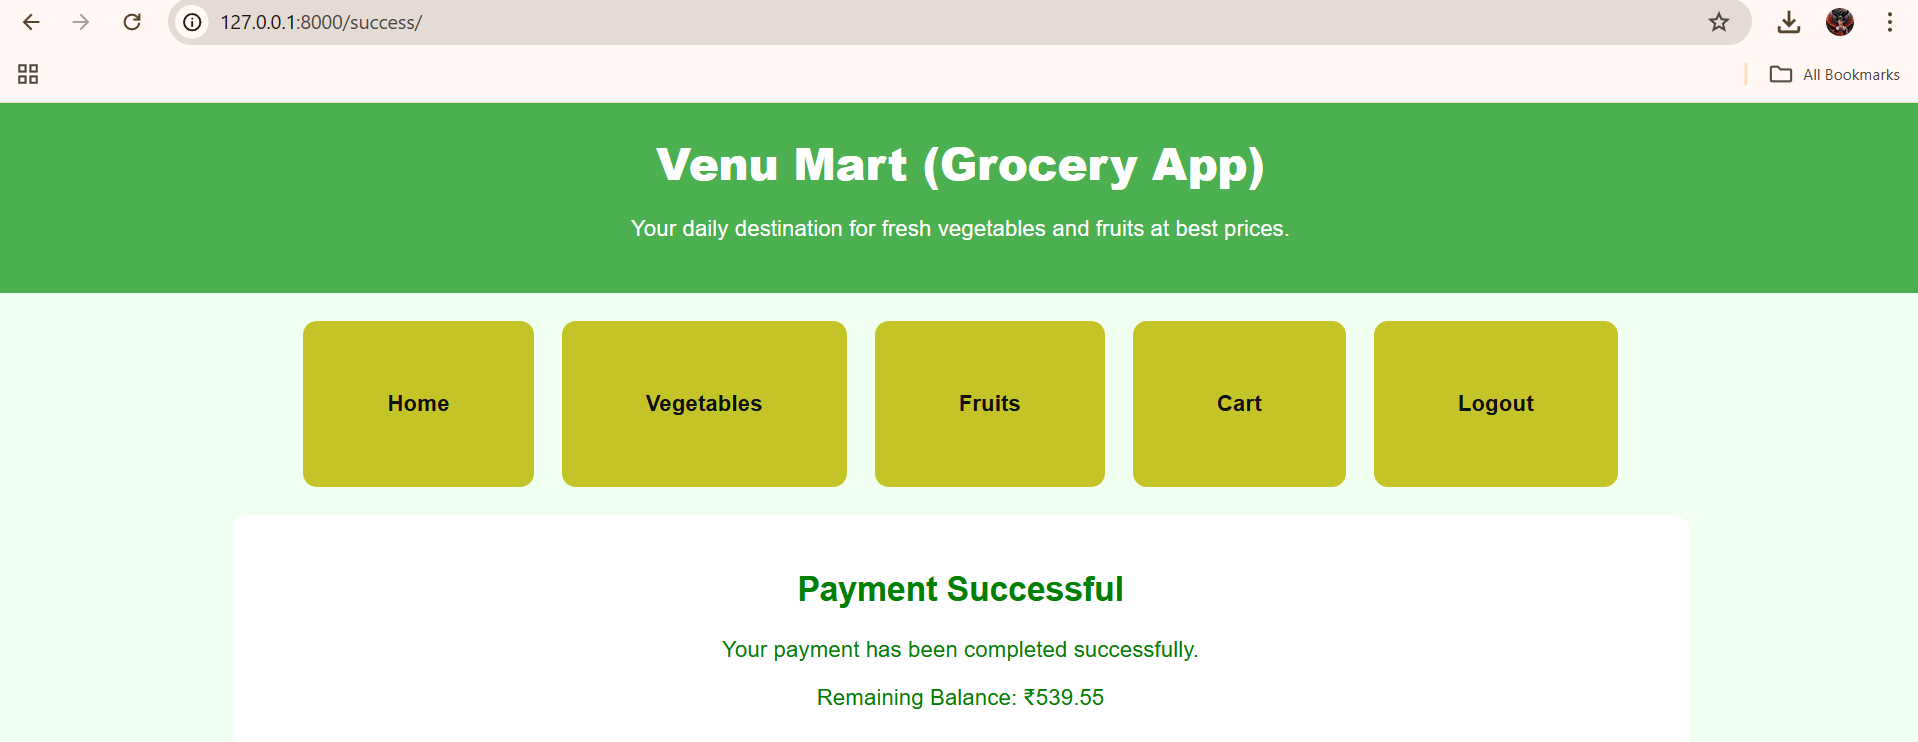 127.0.0.1:8000/success/
All Bookmarks
Venu Mart (Grocery App)
Your daily destination for fresh vegetables and fruits at best prices.
Home
Vegetables
Fruits
Cart
Logout
Payment Successful
Your payment has been completed successfully.
Remaining Balance: ₹539.55